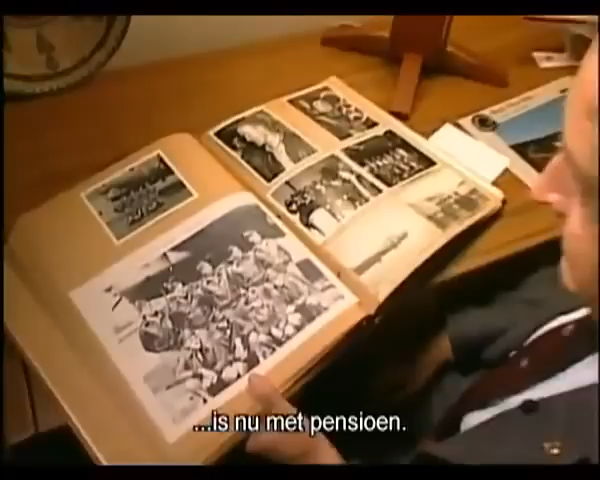 ...is nu met pensioen.